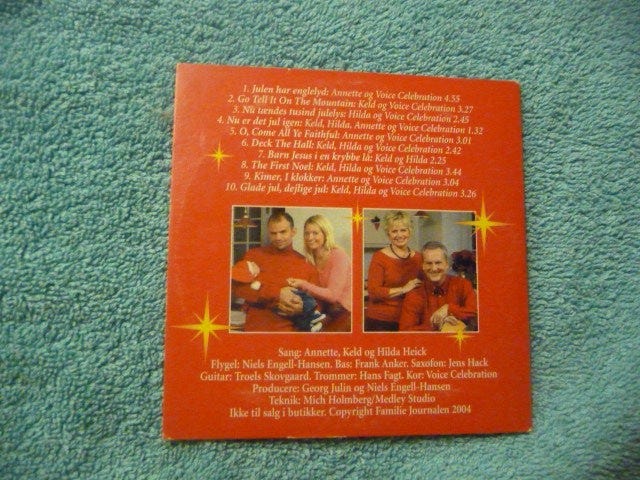 1. Julen har englelyd: Annette og Voice Celebration 4.55
2. Go Tell It On The Mountain: Keld og Voice Celebration 3.27
3. Nu tændes tusind julelys: Hilda og Voice Celebration 2.45
4. Nu er det jul igen: Keld, Hilda, Annette og Voice Celebration 1.32
5. O, Come All Ye Faithful: Annette og Voice Celebration 3.01
6. Deck The Hall: Keld og Voice Celebration 2.42
7. Barn Jesus i en krybbe lå: Keld og Hilda 2.25
8. The First Noel: Keld, Hilda og Voice Celebration 3.44
9. Kimer, I klokker: Annette og Voice Celebration 3.04
10. Glade jul, dejlige jul: Keld, Hilda og Voice Celebration 3.26
Sang: Annette, Keld og Hilda Heick
Flygel: Niels Engell-Hansen. Bas: Frank Anker. Saxofon: Jens Hack
Guitar: Troels Skovgaard. Trommer: Hans Fagt. Kor: Voice Celebration
Producere: Georg Julin og Niels Engell-Hansen
Teknik: Mich Holmberg/Medley Studio
Ikke til salg i butikker. Copyright Familie Journalen 2004